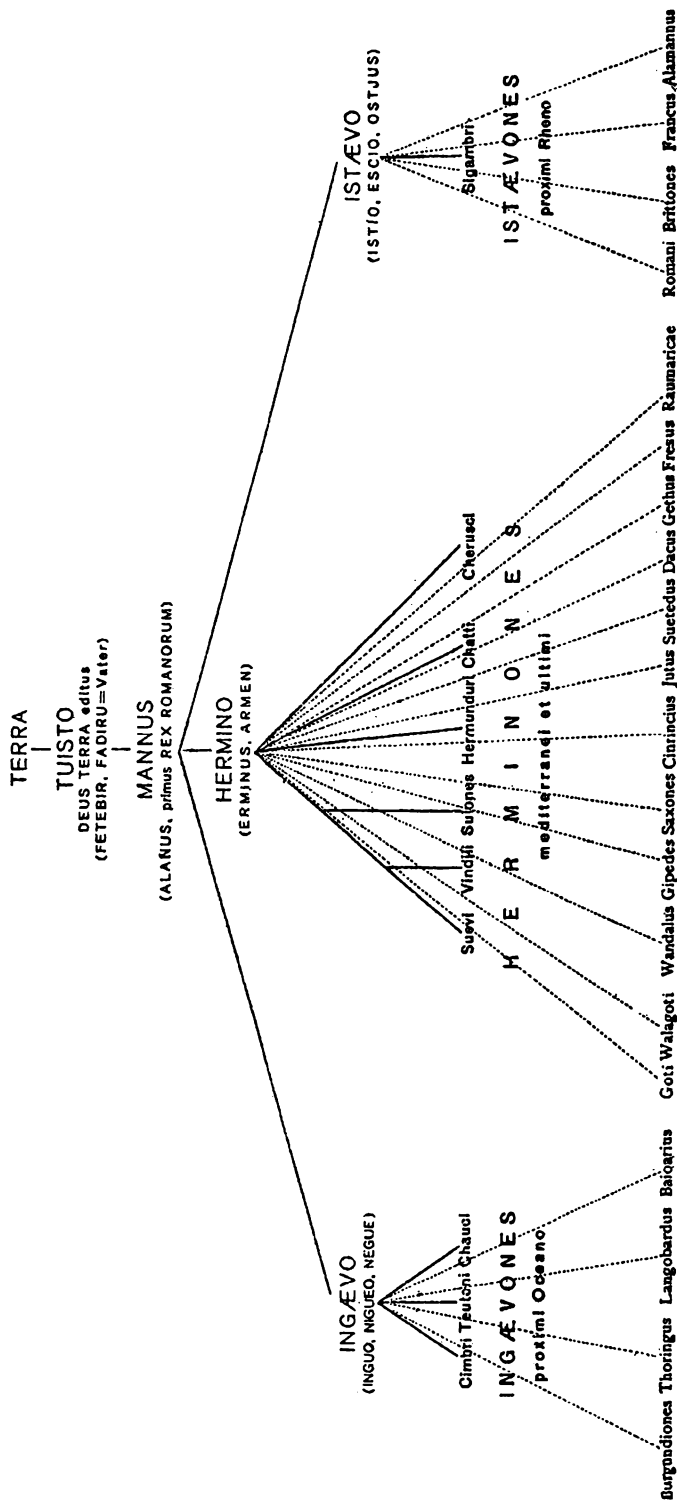 TERRA
TUISTO
DEUS TERRA editus
(FETEBIR, FADIRU=Vater)
MANNUS
(ALANUS, primus REX ROMANORUM)
INGÆVO
(INGUO, NIGUEO, NEGUE)
HERMINO
(ERMINUS, ARMEN)
ISTÆVO
(ISTÍO, ESCIO, OSTJUS)
Cimbri Teutoni Chauci
Suevi Vindili Suiones Hermunduri Chatti Cherusci
Sigambri
INGÆVONES
proximi Oceano
HERMINONES
mediterranei et ultimi
ISTÆVONES
proximi Rheno
Burgundiones Thoringus Langobardus Baioarius
Goti Walagoti Wandalus Gipedes Saxones Cinrincius Jutus Suetedus Dacus Gethus Fresus Raumaricae
Romani Brittones Francus Alamannus